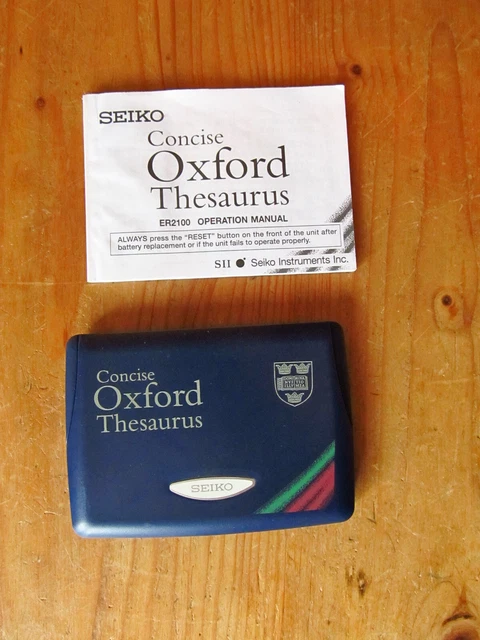 SEIKO
Concise
Oxford
Thesaurus
ER2100 OPERATION MANUAL
ALWAYS press the "RESET" button on the front of the unit after
battery replacement or if the unit fails to operate properly.
SII Seiko Instruments Inc.
Concise
Oxford
Thesaurus
SEIKO